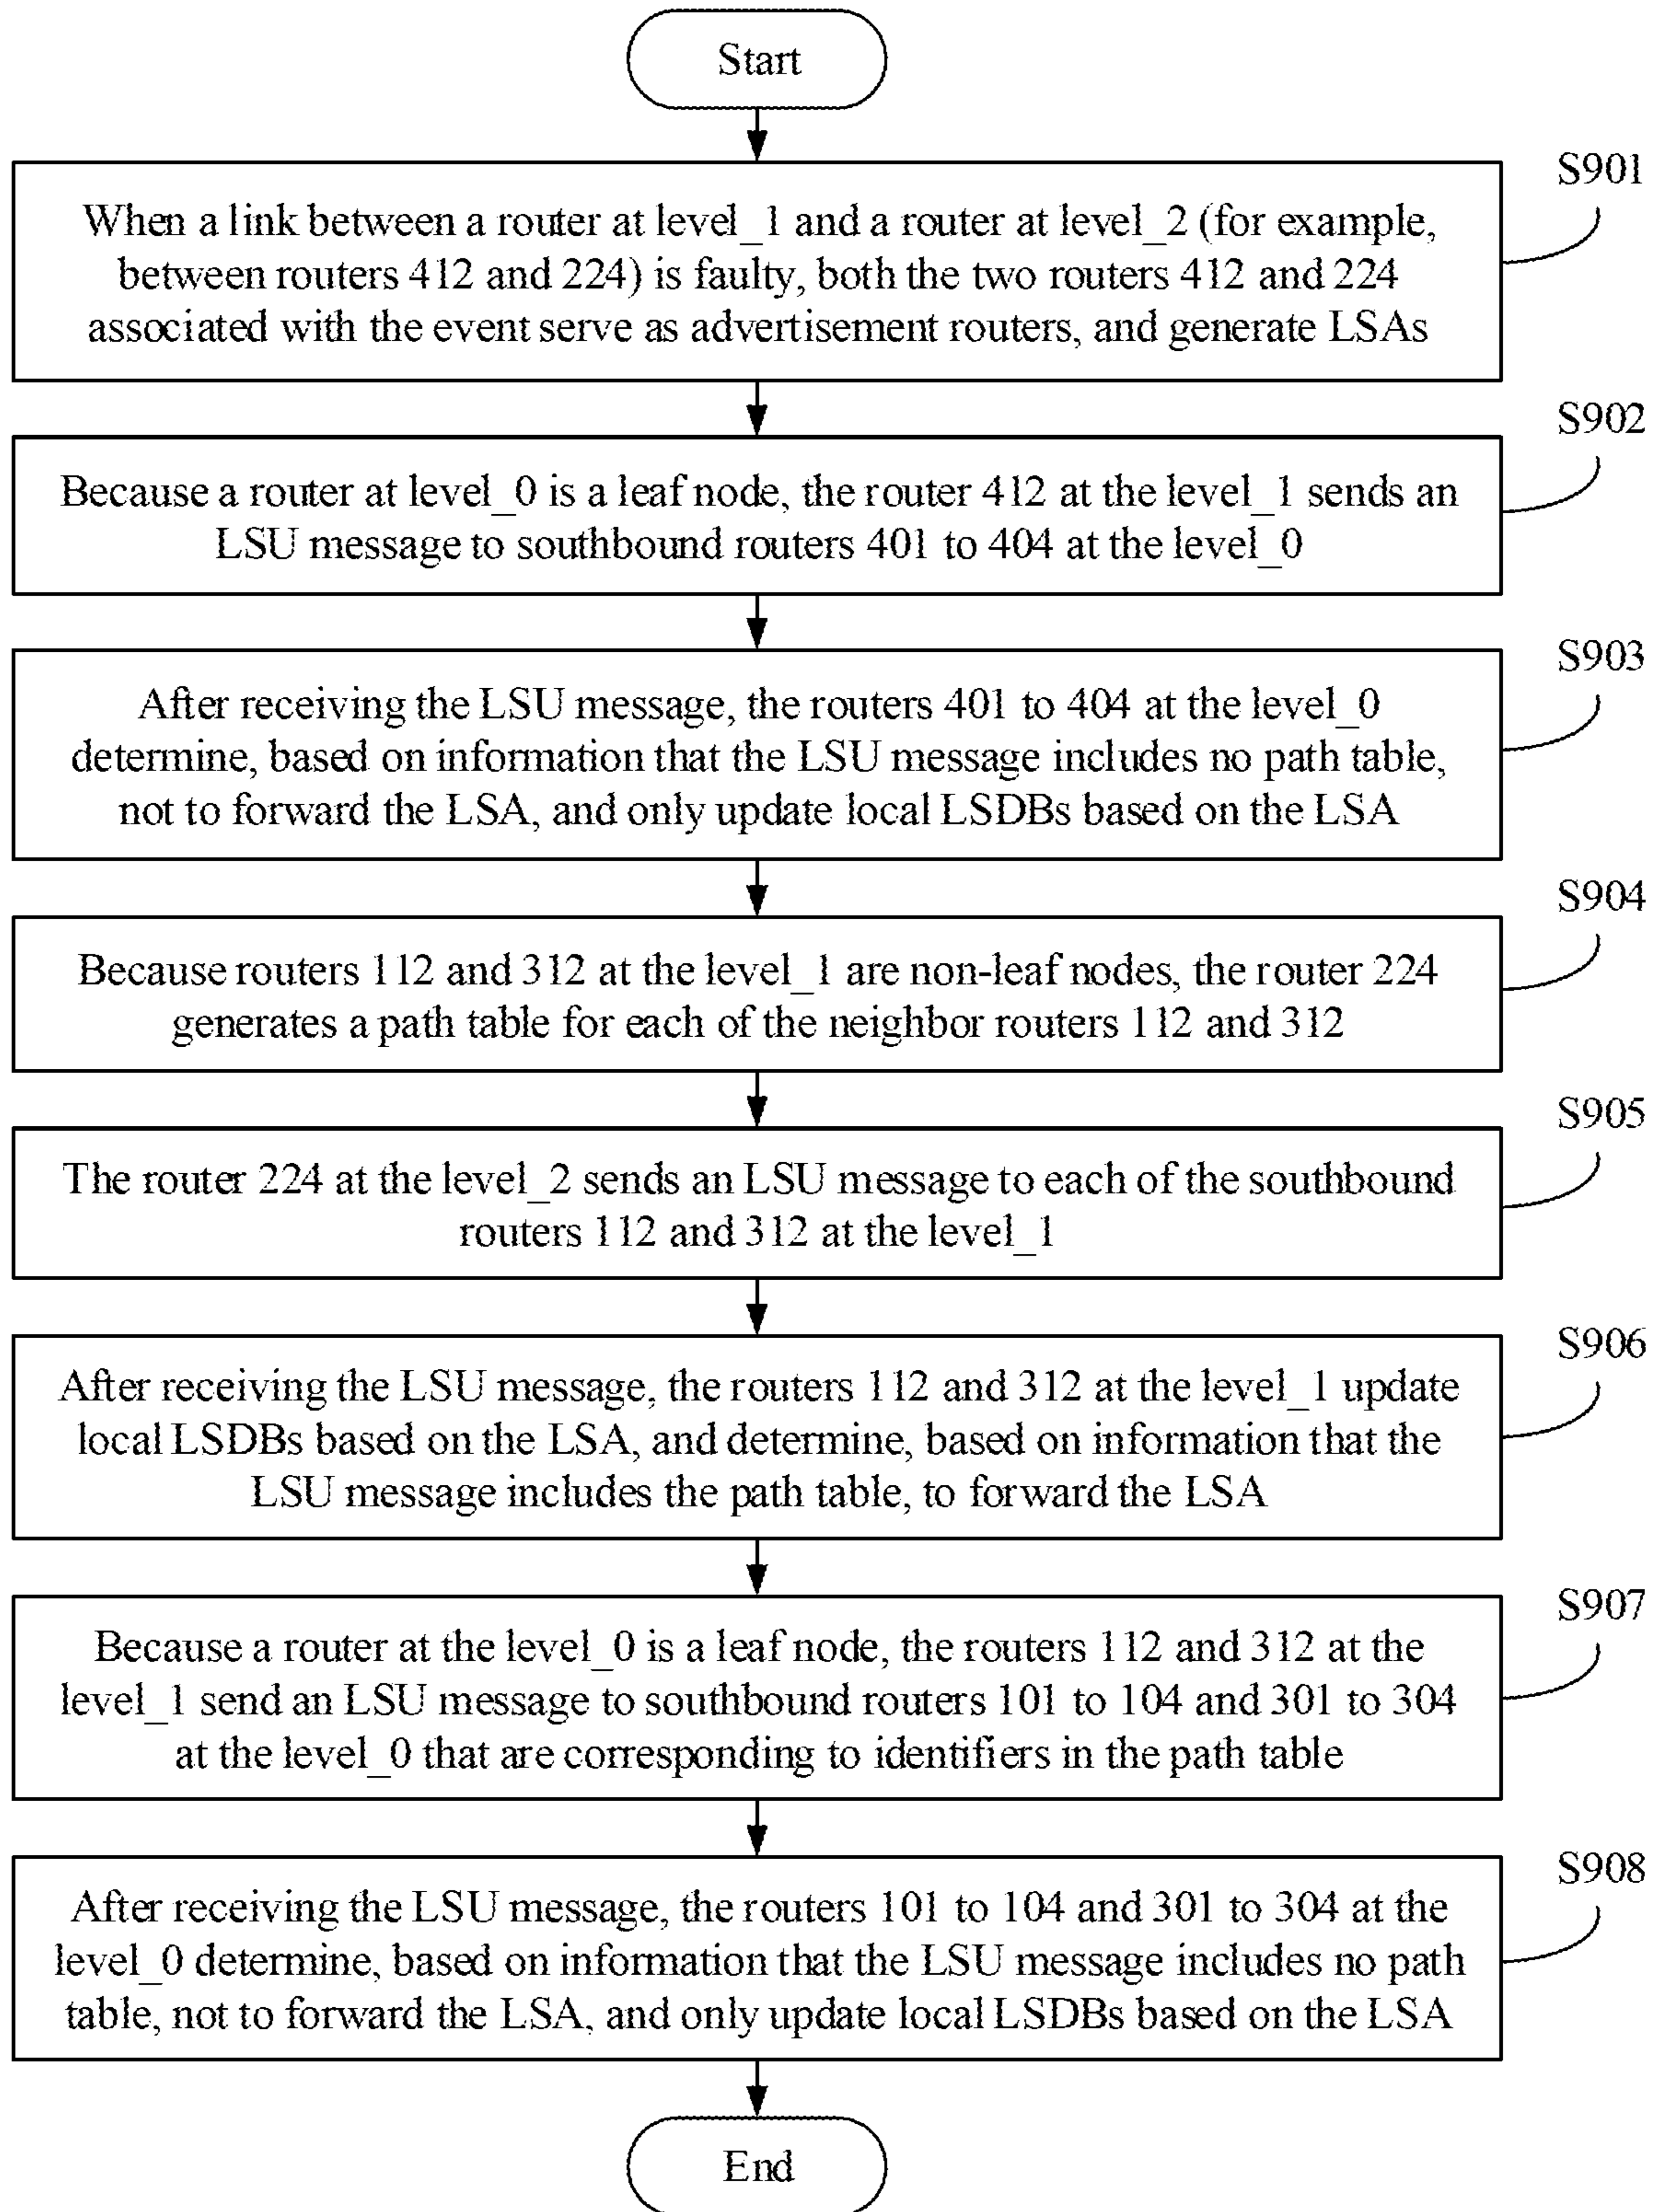 Start
S901
When a link between a router at level_1 and a router at level_2 (for example,
between routers 412 and 224) is faulty, both the two routers 412 and 224
associated with the event serve as advertisement routers, and generate LSAs
S902
Because a router at level_0 is a leaf node, the router 412 at the level_1 sends an
LSU message to southbound routers 401 to 404 at the level_0
S903
After receiving the LSU message, the routers 401 to 404 at the level_0
determine, based on information that the LSU message includes no path table,
not to forward the LSA, and only update local LSDBs based on the LSA
S904
Because routers 112 and 312 at the level_1 are non-leaf nodes, the router 224
generates a path table for each of the neighbor routers 112 and 312
S905
The router 224 at the level_2 sends an LSU message to each of the southbound
routers 112 and 312 at the level_1
S906
After receiving the LSU message, the routers 112 and 312 at the level_1 update
local LSDBs based on the LSA, and determine, based on information that the
LSU message includes the path table, to forward the LSA
S907
Because a router at the level_0 is a leaf node, the routers 112 and 312 at the
level_1 send an LSU message to southbound routers 101 to 104 and 301 to 304
at the level_0 that are corresponding to identifiers in the path table
S908
After receiving the LSU message, the routers 101 to 104 and 301 to 304 at the
level_0 determine, based on information that the LSU message includes no path
table, not to forward the LSA, and only update local LSDBs based on the LSA
End